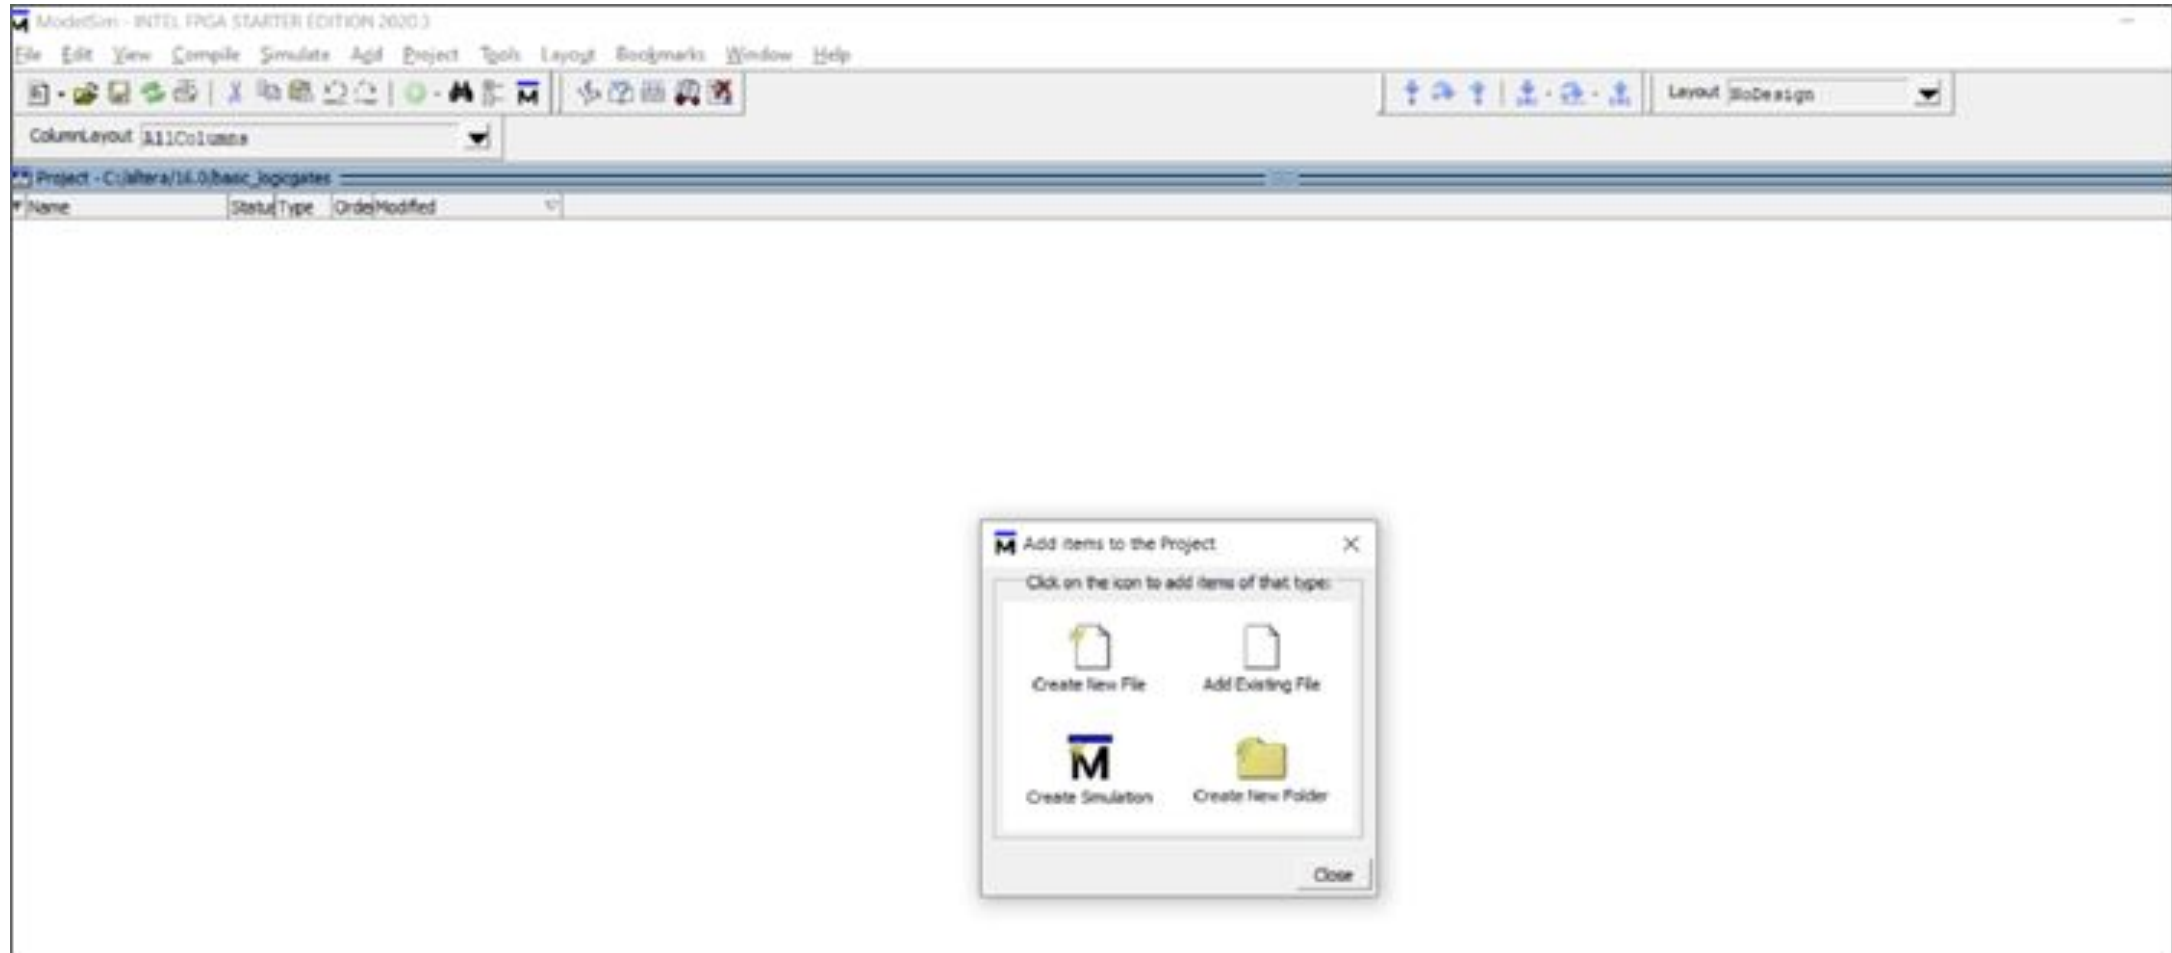 ModelSim - INTEL FPGA STARTER EDITION 2020.3
File Edit View Compile Simulate Add Project Tools Layout Bookmarks Window Help
Layout NoDesign
ColumnLayout AllColumns
Project - C:/altera/16.0/basic_logicgates
Name Statu Type Orde Modified
M Add items to the Project
Click on the icon to add items of that type:
Create New File Add Existing File
M
Create Simulation Create New Folder
Close